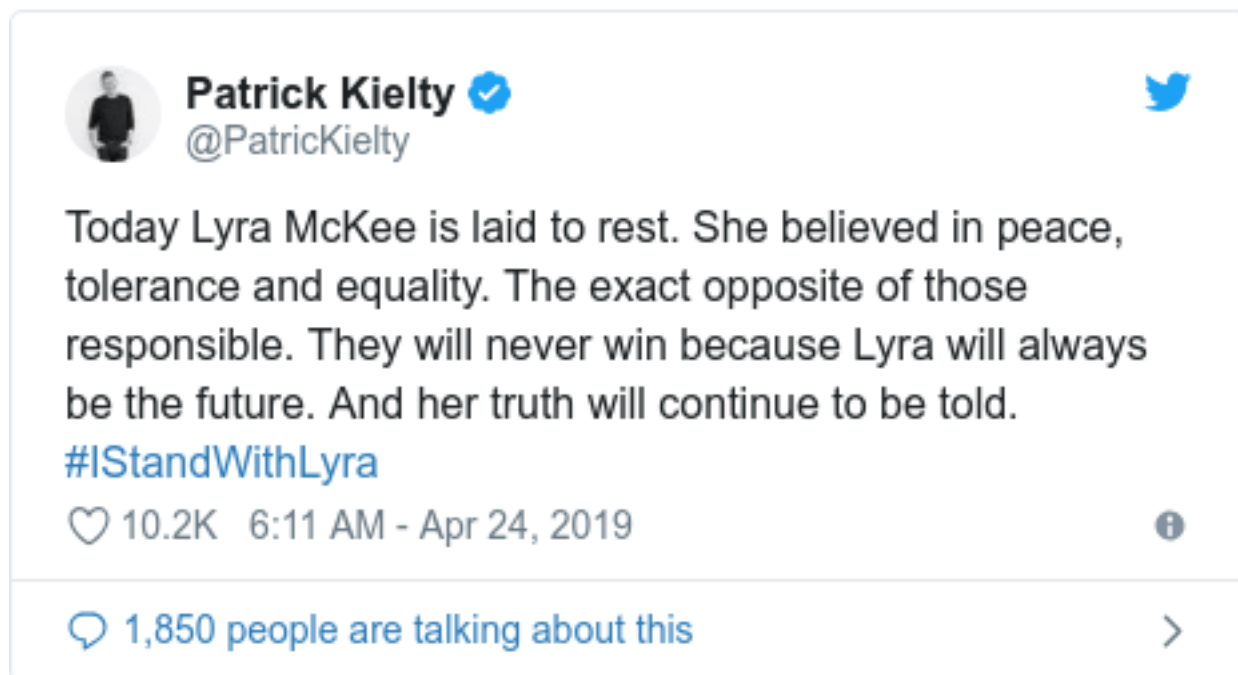 Patrick Kielty
@PatricKielty
Today Lyra McKee is laid to rest. She believed in peace,
tolerance and equality. The exact opposite of those
responsible. They will never win because Lyra will always
be the future. And her truth will continue to be told.
#IStandWithLyra
10.2K 6:11 AM - Apr 24, 2019
1,850 people are talking about this